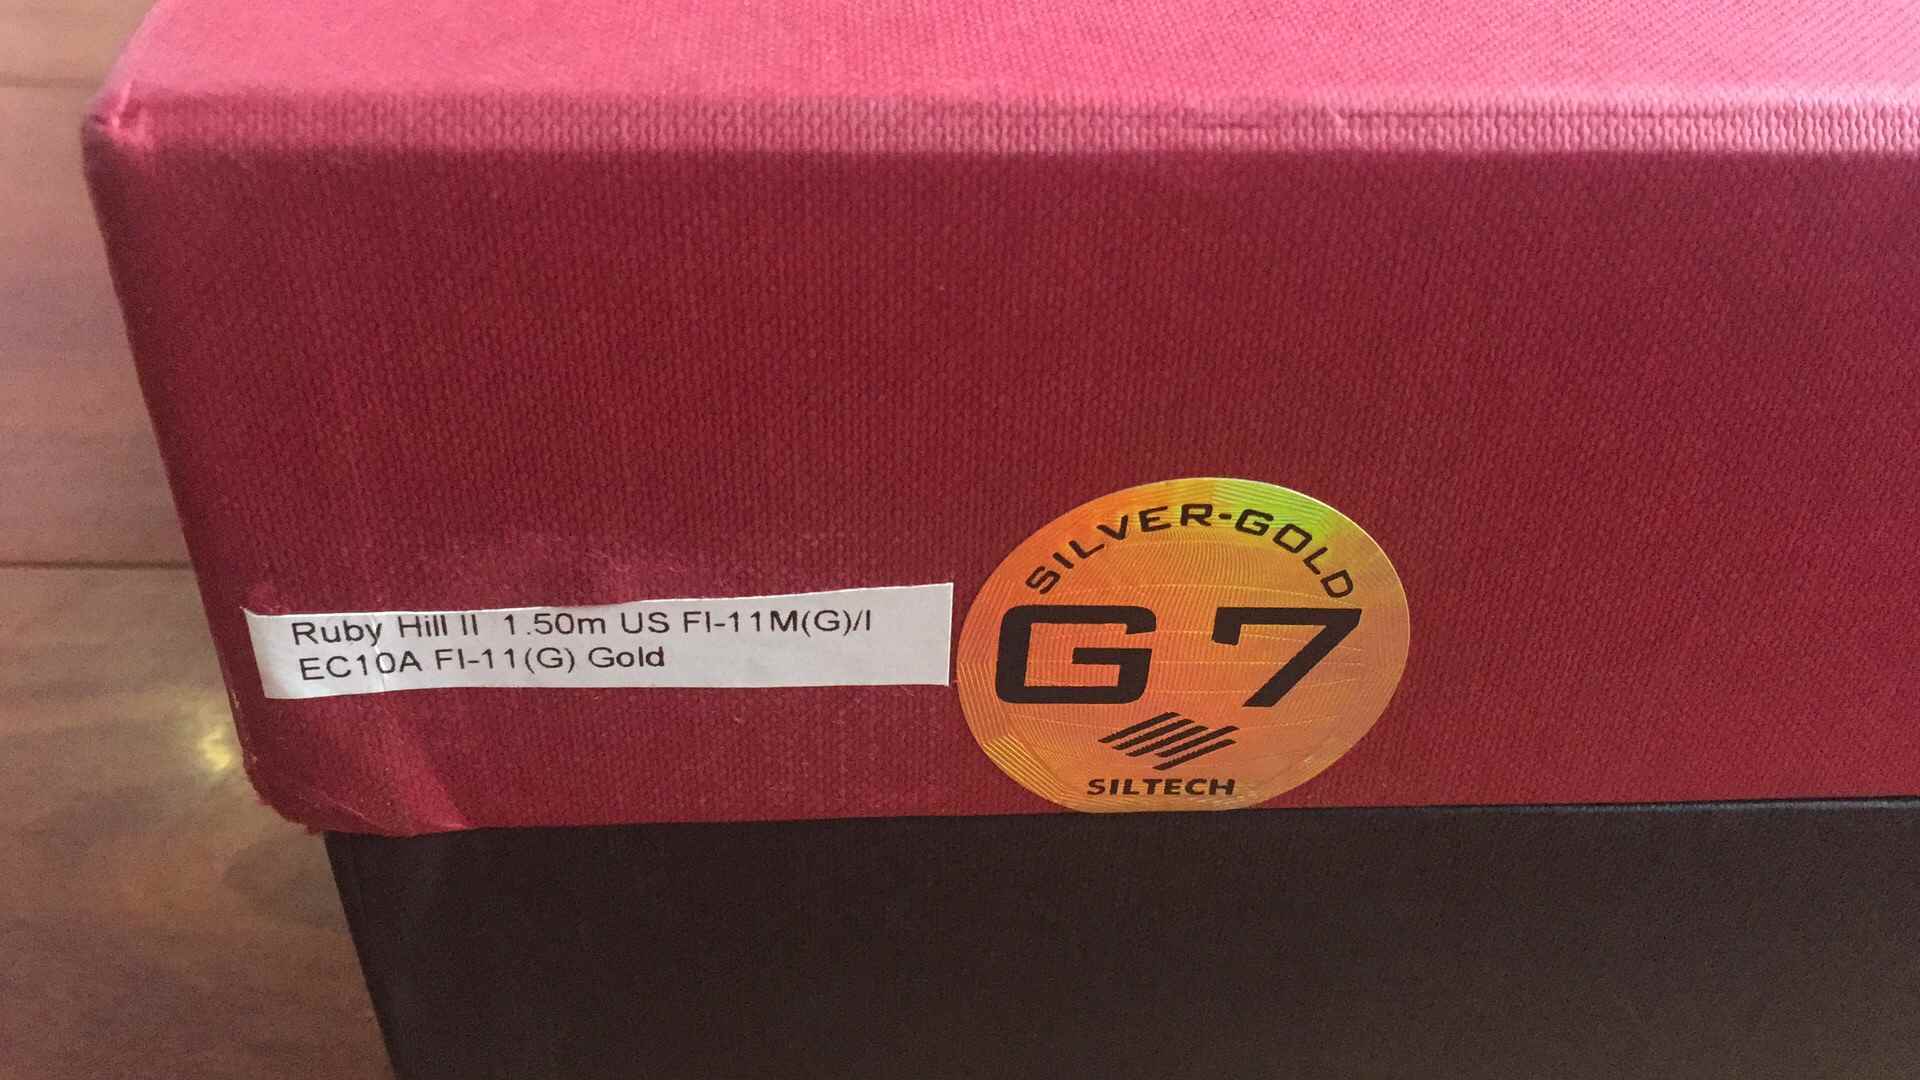 Ruby Hill II 1.50m US FI-11M(G)/I
EC10A FI-11(G) Gold
SILVER-GOLD
G7
SILTECH